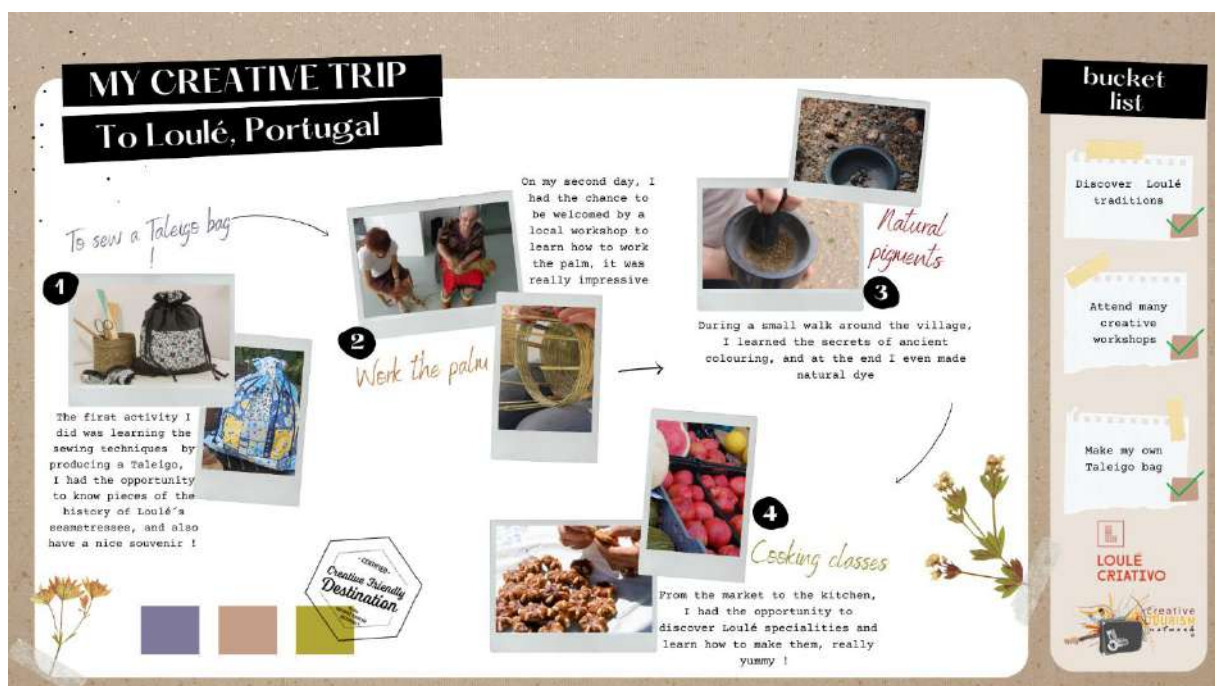 MY CREATIVE TRIP
To Loulé, Portugal
To sew a Taleigo bag
!
1
The first activity I
did was learning the
sewing techniques by
producing a Taleigo,
I had the opportunity
to know pieces of the
history of Loulé´s
seamstresses, and also
have a nice souvenir !
On my second day, I
had the chance to
be welcomed by a
local workshop to
learn how to work
the palm, it was
really impressive
2
Work the palm
Natural
pigments
3
During a small walk around the village,
I learned the secrets of ancient
colouring, and at the end I even made
natural dye
4
Cooking classes
From the market to the kitchen,
I had the opportunity to
discover Loulé specialities and
learn how to make them, really
yummy !
CERTIFIED
Creative Friendly
Destination
bucket
list
Discover Loulé
traditions
Attend many
creative
workshops
Make my own
Taleigo bag
LOULÉ
CRIATIVO
creative
TOURISM
network